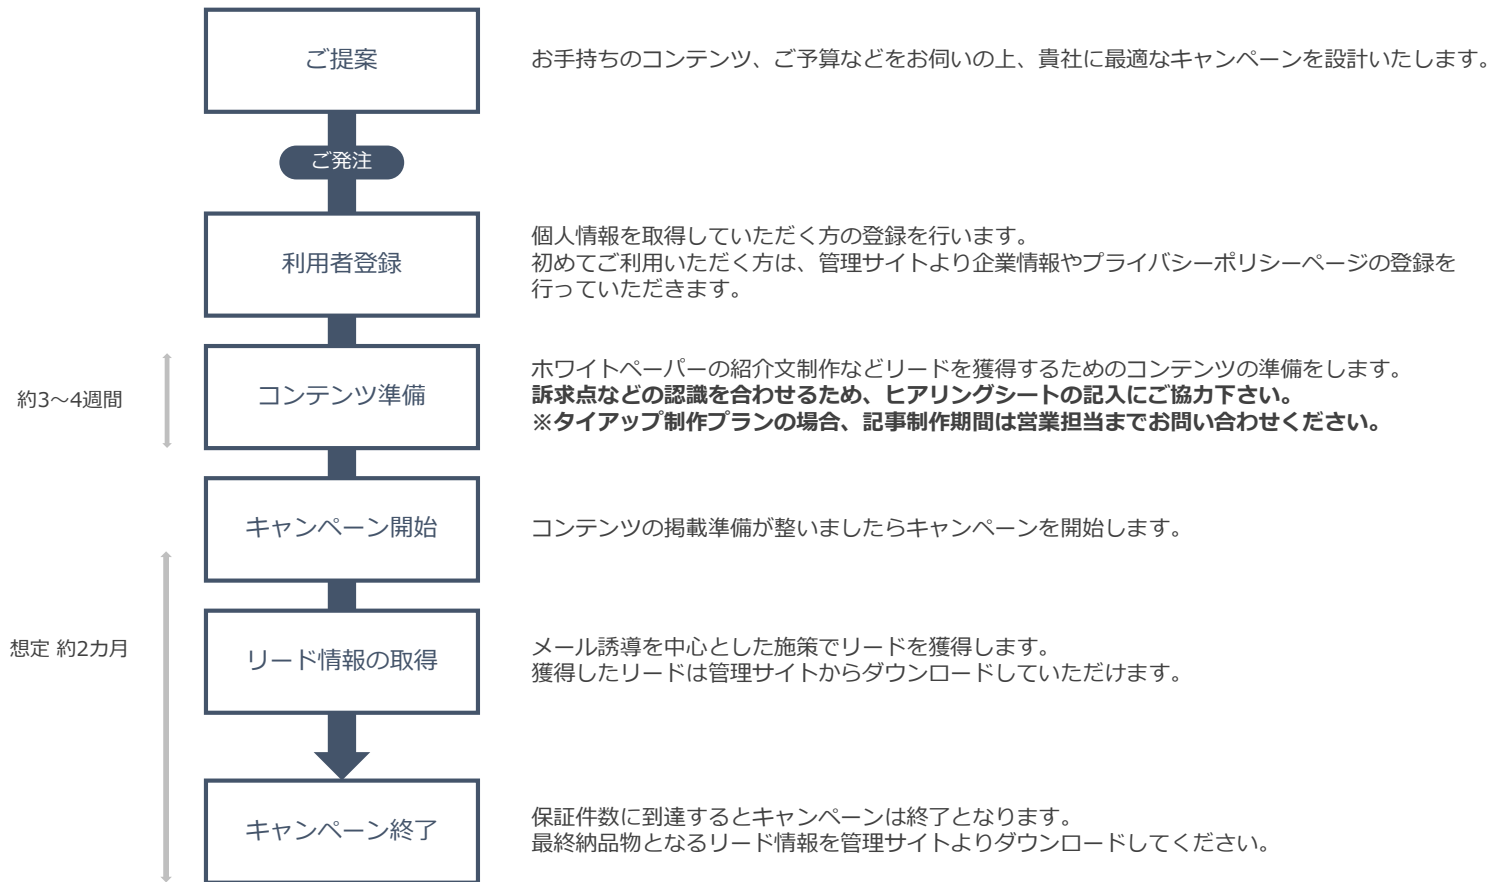 ご提案
お手持ちのコンテンツ、ご予算などをお伺いの上、貴社に最適なキャンペーンを設計いたします。
ご発注
利用者登録
個人情報を取得していただく方の登録を行います。
初めてご利用いただく方は、管理サイトより企業情報やプライバシーポリシーページの登録を
行っていただきます。
約3～4週間
コンテンツ準備
ホワイトペーパーの紹介文制作などリードを獲得するためのコンテンツの準備をします。
訴求点などの認識を合わせるため、ヒアリングシートの記入にご協力下さい。
※タイアップ制作プランの場合、記事制作期間は営業担当までお問い合わせください。
キャンペーン開始
コンテンツの掲載準備が整いましたらキャンペーンを開始します。
想定 約2カ月
リード情報の取得
メール誘導を中心とした施策でリードを獲得します。
獲得したリードは管理サイトからダウンロードしていただけます。
キャンペーン終了
保証件数に到達するとキャンペーンは終了となります。
最終納品物となるリード情報を管理サイトよりダウンロードしてください。